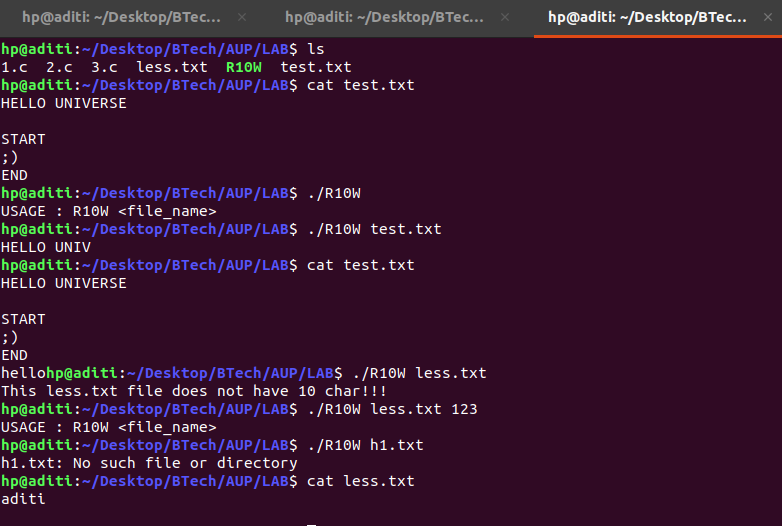 hp@aditi: ~/Desktop/BTec... × hp@aditi: ~/Desktop/BTec... × hp@aditi: ~/Desktop/BTec... ×
hp@aditi:~/Desktop/BTech/AUP/LAB$ ls
1.c  2.c  3.c  less.txt  R10W  test.txt
hp@aditi:~/Desktop/BTech/AUP/LAB$ cat test.txt
HELLO UNIVERSE
START
;)
END
hp@aditi:~/Desktop/BTech/AUP/LAB$ ./R10W
USAGE : R10W <file_name>
hp@aditi:~/Desktop/BTech/AUP/LAB$ ./R10W test.txt
HELLO UNIV
hp@aditi:~/Desktop/BTech/AUP/LAB$ cat test.txt
HELLO UNIVERSE
START
;)
END
hellohp@aditi:~/Desktop/BTech/AUP/LAB$ ./R10W less.txt
This less.txt file does not have 10 char!!!
hp@aditi:~/Desktop/BTech/AUP/LAB$ ./R10W less.txt 123
USAGE : R10W <file_name>
hp@aditi:~/Desktop/BTech/AUP/LAB$ ./R10W h1.txt
h1.txt: No such file or directory
hp@aditi:~/Desktop/BTech/AUP/LAB$ cat less.txt
aditi